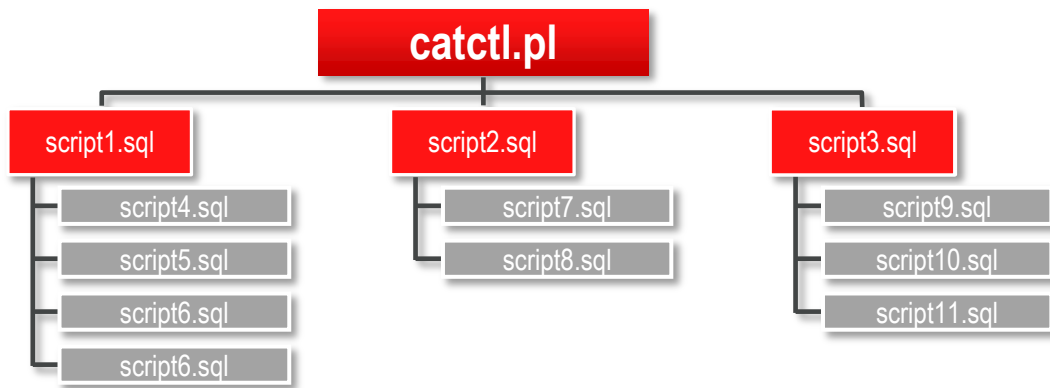 catctl.pl
script1.sql
script2.sql
script3.sql
script4.sql
script7.sql
script9.sql
script5.sql
script8.sql
script10.sql
script6.sql
script11.sql
script6.sql